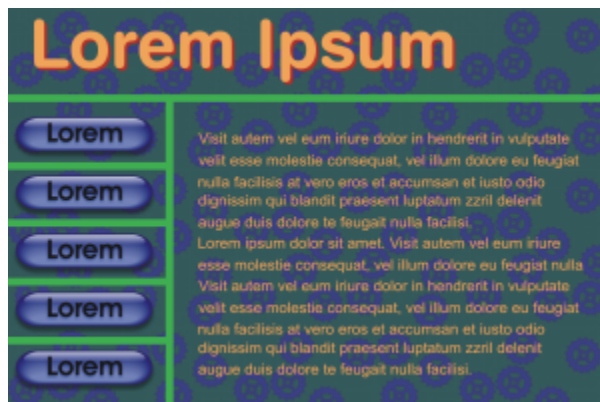 Lorem Ipsum
Lorem
Lorem
Lorem
Lorem
Lorem
Visit autem vel eum iriure dolor in hendrerit in vulputate
velit esse molestie consequat, vel illum dolore eu feugiat
nulla facilisis at vero eros et accumsan et iusto odio
dignissim qui blandit praesent luptatum zzril delenit
augue duis dolore te feugait nulla facilisi.
Lorem ipsum dolor sit amet. Visit autem vel eum iriure
esse molestie consequat, vel illum dolore eu feugiat nulla
Visit autem vel eum iriure dolor in hendrerit in vulputate
velit esse molestie consequat, vel illum dolore eu feugiat
nulla facilisis at vero eros et accumsan et iusto odio
dignissim qui blandit praesent luptatum zzril delenit
augue duis dolore te feugait nulla facilisi.